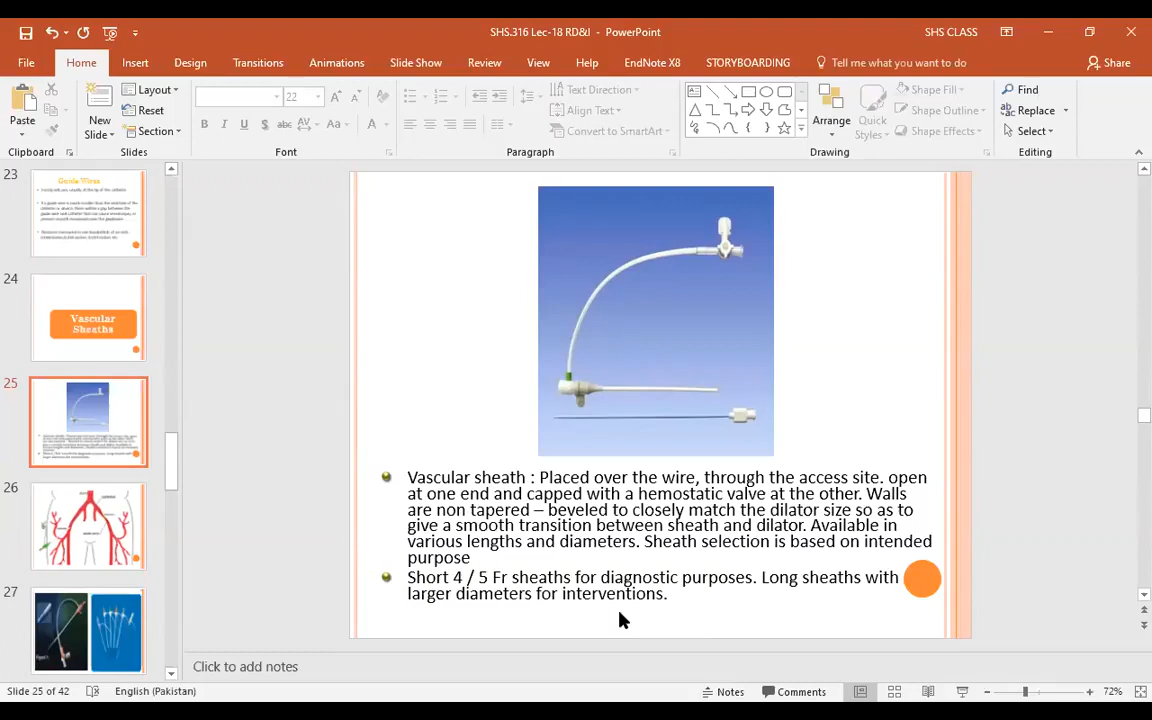 SHS.316 Lec-18 RD&I - PowerPoint
SHS CLASS
File Home Insert Design Transitions Animations Slide Show Review View Help EndNote X8 STORYBOARDING Tell me what you want to do Share
Paste
Clipboard
New
Slide
Layout
Reset
Section
Slides
22
B I U S abc AV Aa A
Font
Text Direction
Align Text
Convert to SmartArt
Paragraph
Arrange
Quick
Styles
Shape Fill
Shape Outline
Shape Effects
Drawing
Find
Replace
Select
Editing
23
Guide Wires
24
Vascular
Sheaths
25
26
27
Vascular sheath : Placed over the wire, through the access site. open
at one end and capped with a hemostatic valve at the other. Walls
are non tapered – beveled to closely match the dilator size so as to
give a smooth transition between sheath and dilator. Available in
various lengths and diameters. Sheath selection is based on intended
purpose
Short 4 / 5 Fr sheaths for diagnostic purposes. Long sheaths with
larger diameters for interventions.
Click to add notes
Slide 25 of 42 English (Pakistan) Notes Comments 72%